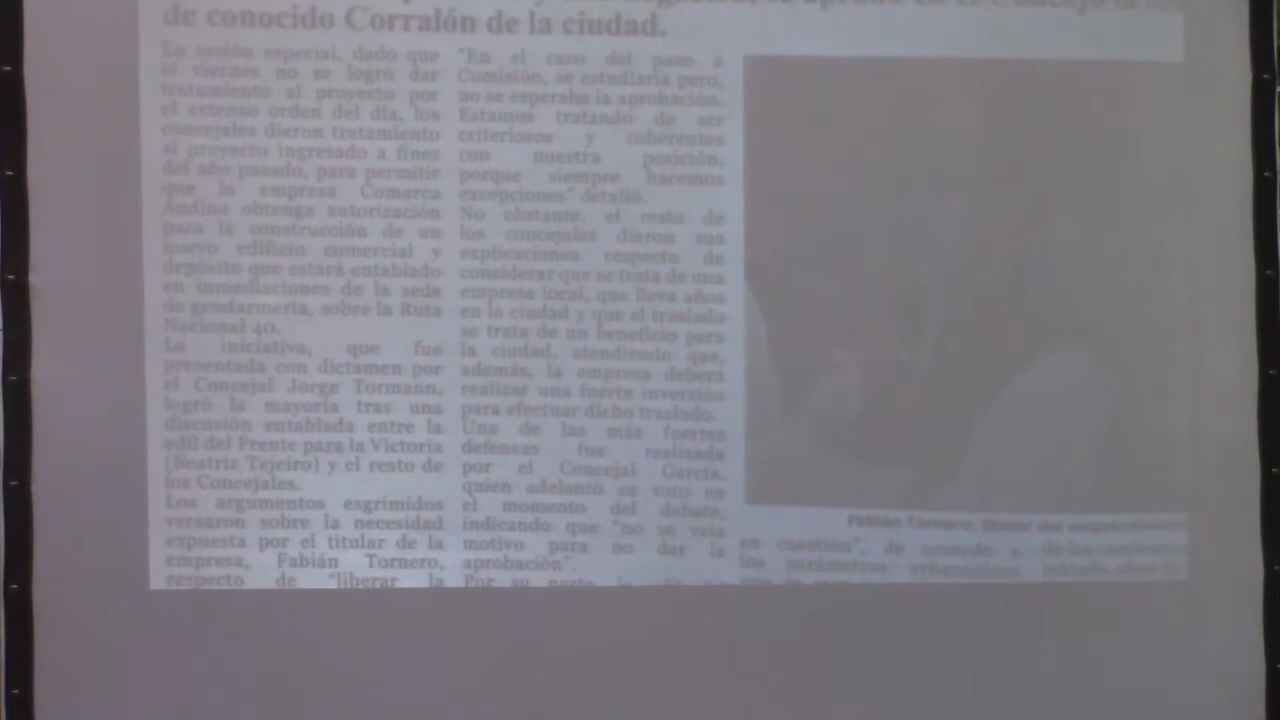 de conocido Corralón de la ciudad.
En sesión especial, dado que
el viernes no se logró dar
tratamiento al proyecto por
el extenso orden del día, los
concejales dieron tratamiento
al proyecto ingresado a fines
del año pasado, para permitir
que la empresa Comarca
Andina obtenga autorización
para la construcción de un
nuevo edificio comercial y
depósito que estará entablado
en inmediaciones de la sede
de gendarmería, sobre la Ruta
Nacional 40.
La iniciativa, que fue
presentada con dictamen por
el Concejal Jorge Tormann,
logró la mayoría tras una
discusión entablada entre la
edil del Frente para la Victoria
(Beatriz Tejeiro) y el resto de
los Concejales.
Los argumentos esgrimidos
versaron sobre la necesidad
expuesta por el titular de la
empresa, Fabián Tornero,
respecto de "liberar la
"En el caso del paso a
Comisión, se estudiaría pero,
no se esperaba la aprobación.
Estamos tratando de ser
criteriosos y coherentes
con nuestra posición,
porque siempre hacemos
excepciones" detalló.
No obstante, el resto de
los concejales dieron sus
explicaciones respecto de
considerar que se trata de una
empresa local, que lleva años
en la ciudad y que el traslado
se trata de un beneficio para
la ciudad, atendiendo que,
además, la empresa deberá
realizar una fuerte inversión
para efectuar dicho traslado.
Una de las más fuertes
defensas fue realizada
por el Concejal García,
quien adelantó su voto en
el momento del debate,
indicando que "no se veía
motivo para no dar la
aprobación".
Por su parte
Fabián Tornero, titular del
en cuestión", de acuerdo a
los parámetros urbanísticos